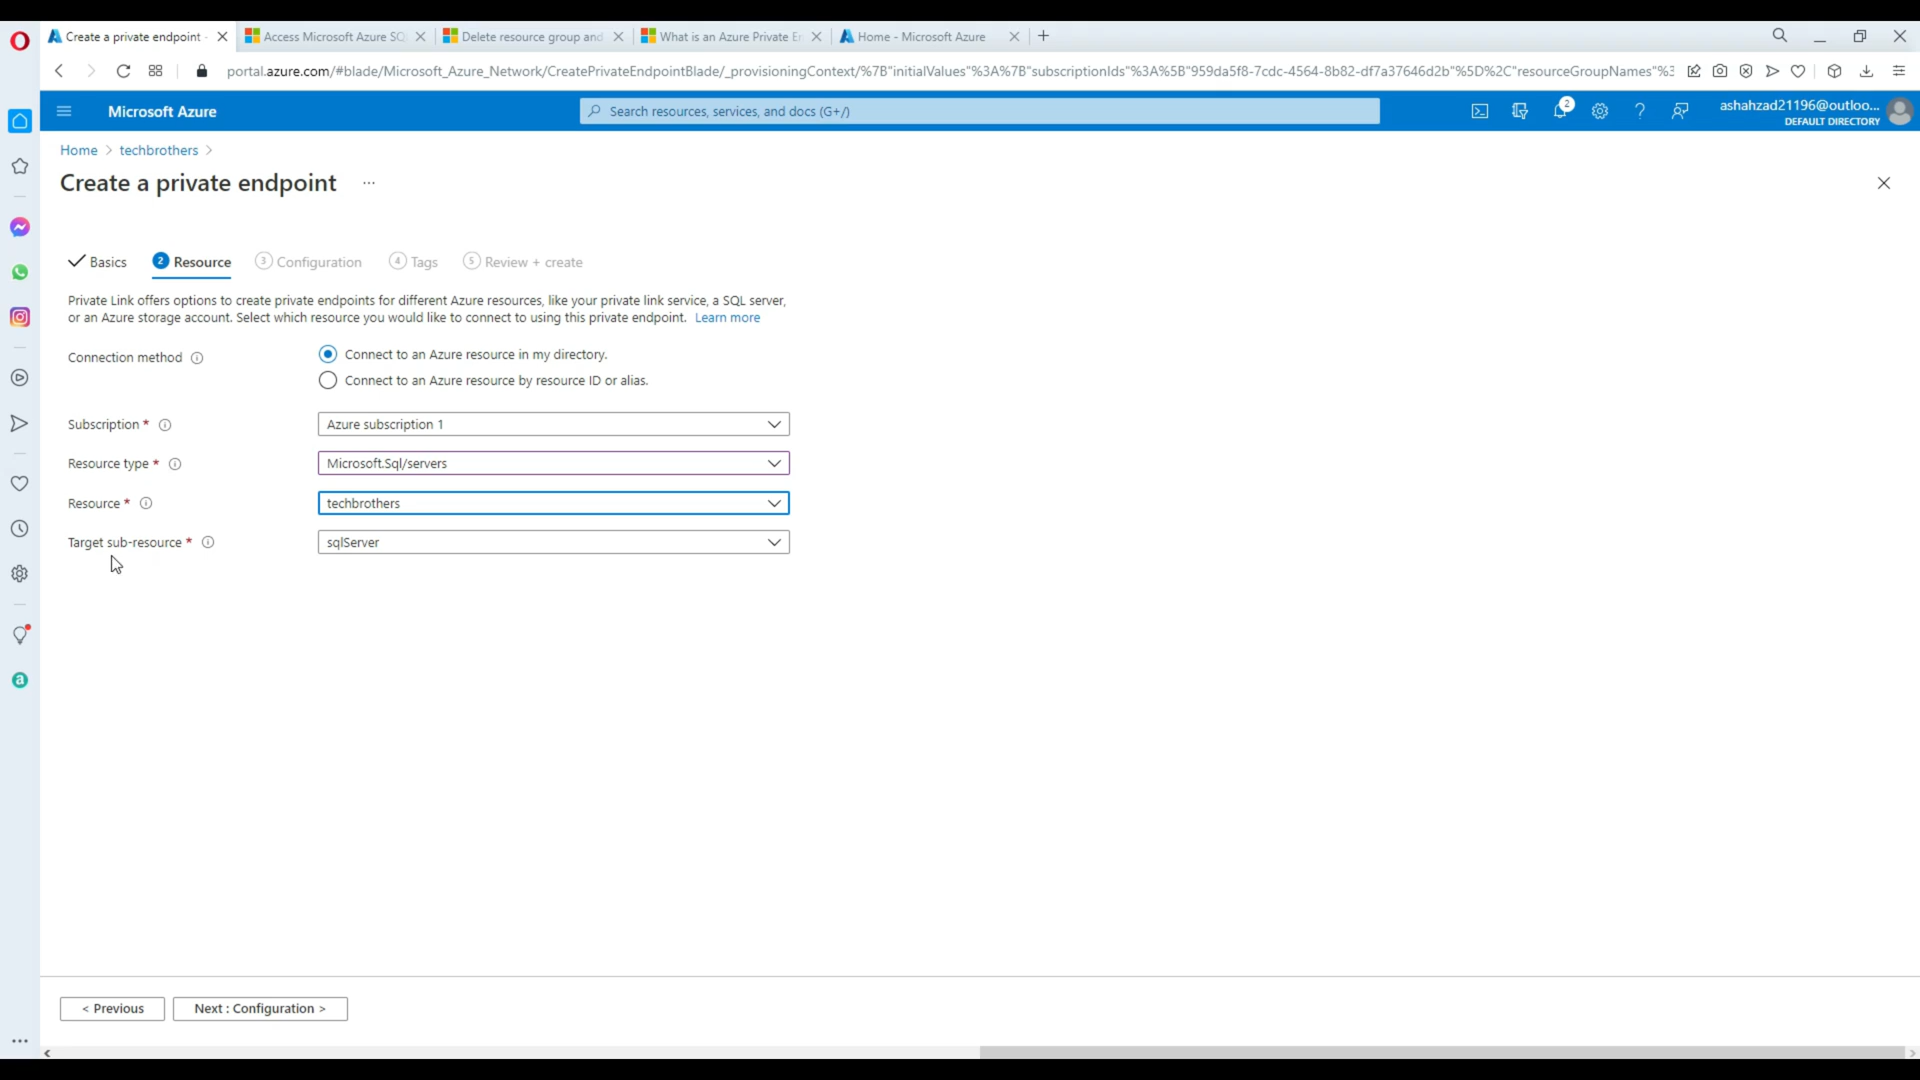 Create a private endpoint -
Access Microsoft Azure SQ
Delete resource group and
What is an Azure Private E
Home - Microsoft Azure
portal.azure.com/#blade/Microsoft_Azure_Network/CreatePrivateEndpointBlade/_provisioningContext/%7B"initialValues"%3A%7B"subscriptionIds"%3A%5B"959da5f8-7cdc-4564-8b82-df7a37646d2b"%5D%2C"resourceGroupNames"%3
Microsoft Azure
Search resources, services, and docs (G+/)
2
ashahzad21196@outloo...
DEFAULT DIRECTORY
Home > techbrothers >
Create a private endpoint ...
Basics
2 Resource
3 Configuration
4 Tags
5 Review + create
Private Link offers options to create private endpoints for different Azure resources, like your private link service, a SQL server,
or an Azure storage account. Select which resource you would like to connect to using this private endpoint. Learn more
Connection method
Connect to an Azure resource in my directory.
Connect to an Azure resource by resource ID or alias.
Subscription *
Azure subscription 1
Resource type *
Microsoft.Sql/servers
Resource *
techbrothers
Target sub-resource *
sqlServer
< Previous
Next : Configuration >